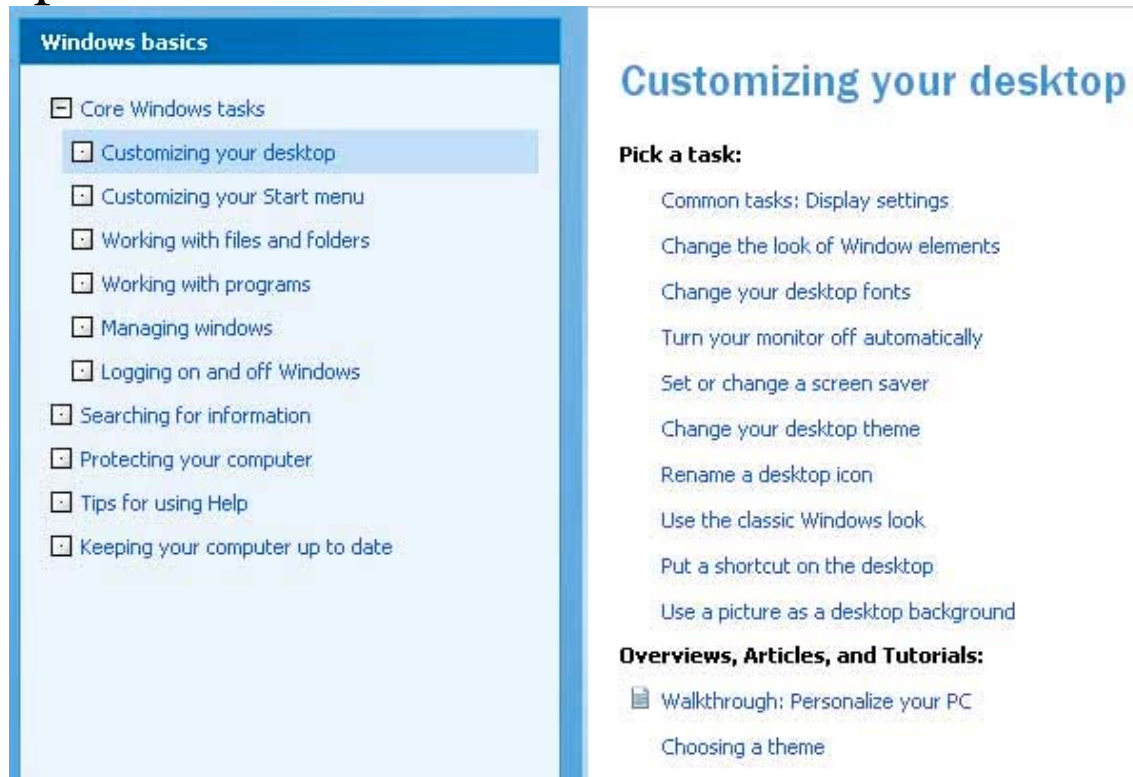 Windows basics
Core Windows tasks
Customizing your desktop
Customizing your Start menu
Working with files and folders
Working with programs
Managing windows
Logging on and off Windows
Searching for information
Protecting your computer
Tips for using Help
Keeping your computer up to date
Customizing your desktop
Pick a task:
Common tasks: Display settings
Change the look of Window elements
Change your desktop fonts
Turn your monitor off automatically
Set or change a screen saver
Change your desktop theme
Rename a desktop icon
Use the classic Windows look
Put a shortcut on the desktop
Use a picture as a desktop background
Overviews, Articles, and Tutorials:
Walkthrough: Personalize your PC
Choosing a theme